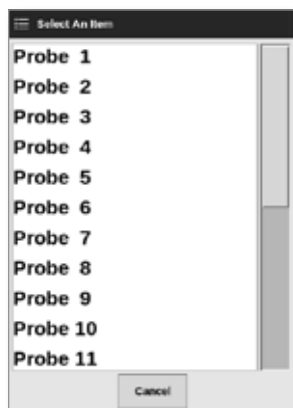 Select An Item
Probe 1
Probe 2
Probe 3
Probe 4
Probe 5
Probe 6
Probe 7
Probe 8
Probe 9
Probe 10
Probe 11
Cancel